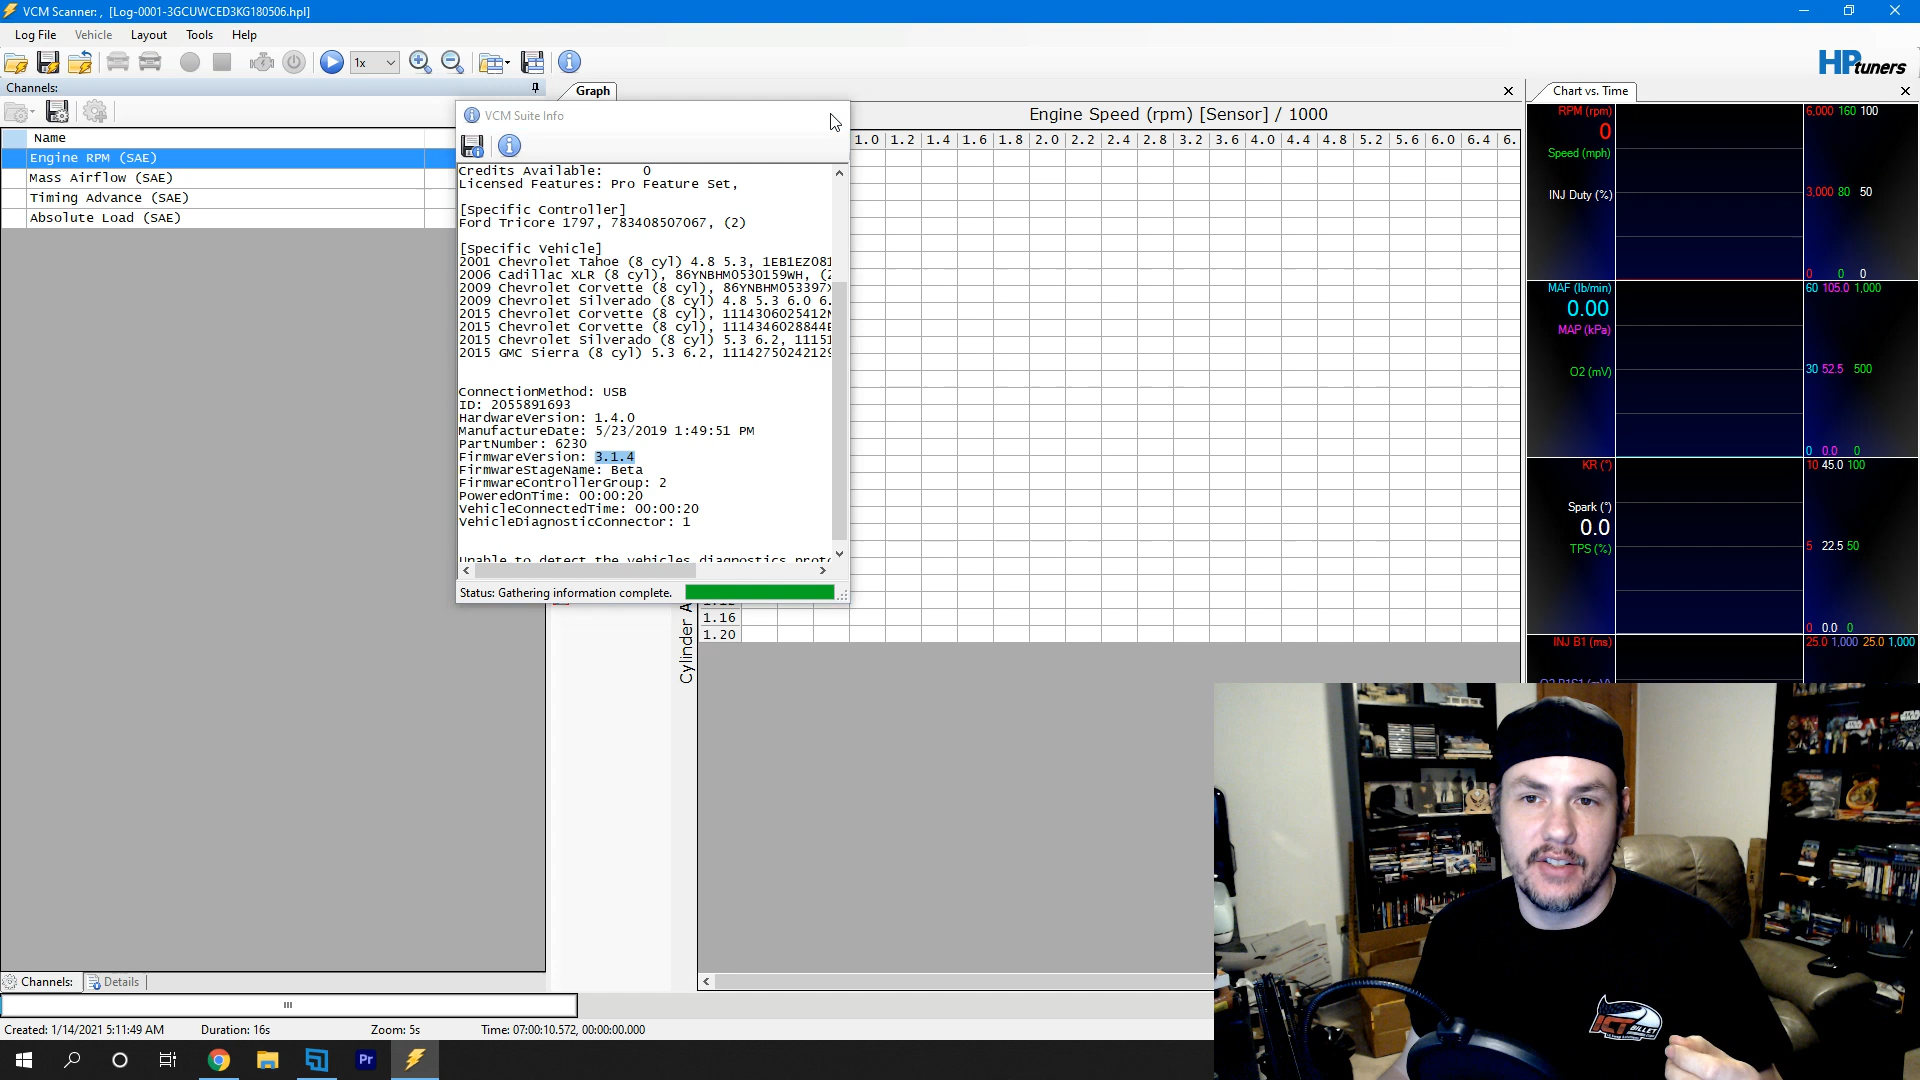 VCM Scanner: , [Log-0001-3GCUWCED3KG180506.hpl]
Log File Vehicle Layout Tools Help
1x
HPtuners
Channels:
Name
Engine RPM (SAE)
Mass Airflow (SAE)
Timing Advance (SAE)
Absolute Load (SAE)
Graph
VCM Suite Info
Credits Available: 0
Licensed Features: Pro Feature Set,
[Specific Controller]
Ford Tricore 1797, 783408507067, (2)
[Specific Vehicle]
2001 Chevrolet Tahoe (8 cyl) 4.8 5.3, 1EB1EZ081
2006 Cadillac XLR (8 cyl), 86YNBHM0530159WH, (2
2009 Chevrolet Corvette (8 cyl), 86YNBHM053397
2009 Chevrolet Silverado (8 cyl) 4.8 5.3 6.0 6.
2015 Chevrolet Corvette (8 cyl), 1114306025412
2015 Chevrolet Corvette (8 cyl), 1114346028844
2015 Chevrolet Silverado (8 cyl) 5.3 6.2, 11151
2015 GMC Sierra (8 cyl) 5.3 6.2, 11142750242129
ConnectionMethod: USB
ID: 2055891693
HardwareVersion: 1.4.0
ManufactureDate: 5/23/2019 1:49:51 PM
PartNumber: 6230
FirmwareVersion: 3.1.4
FirmwareStageName: Beta
FirmwareControllerGroup: 2
PoweredOnTime: 00:00:20
VehicleConnectedTime: 00:00:20
VehicleDiagnosticConnector: 1
Unable to detect the vehicles diagnostics proto
Status: Gathering information complete.
Engine Speed (rpm) [Sensor] / 1000
1.0 1.2 1.4 1.6 1.8 2.0 2.2 2.4 2.6 2.8 3.2 3.6 4.0 4.4 4.8 5.2 5.6 6.0 6.4 6.
Cylinder A
1.16
1.20
Chart vs. Time
RPM (rpm) 6,000 160 100
0
Speed (mph)
INJ Duty (%) 3,000 80 50
0 0 0
MAF (lb/min) 60 105.0 1,000
0.00
MAP (kPa)
O2 (mV) 30 52.5 500
0 0.0 0
KR (°) 10 45.0 100
Spark (°)
0.0
TPS (%) 5 22.5 50
0 0.0 0
INJ B1 (ms) 25.0 1,000 25.0 1,000
O2 B1S1 (mV)
ICT BILLET
Channels: Details
Created: 1/14/2021 5:11:49 AM Duration: 16s Zoom: 5s Time: 07:00:10.572, 00:00:00.000
Pr